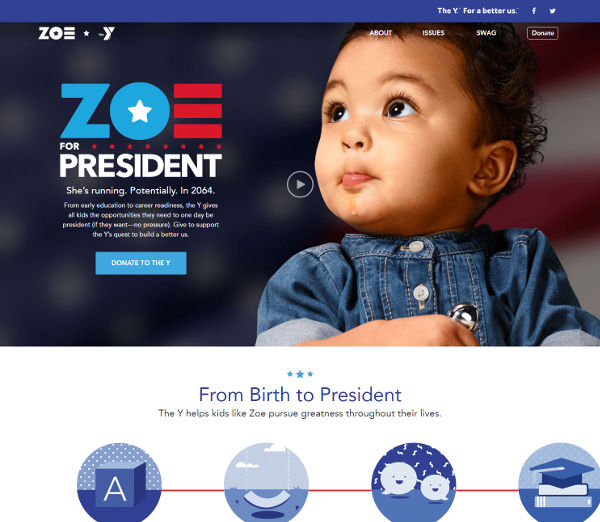 The Y.™ For a better us.™
ZOE ★ the Y
ABOUT ISSUES SWAG Donate
ZOE
FOR
PRESIDENT
She's running. Potentially. In 2064.
From early education to career readiness, the Y gives
all kids the opportunities they need to one day be
president (if they want—no pressure). Give to support
the Y's quest to build a better us.
DONATE TO THE Y
From Birth to President
The Y helps kids like Zoe pursue greatness throughout their lives.
A